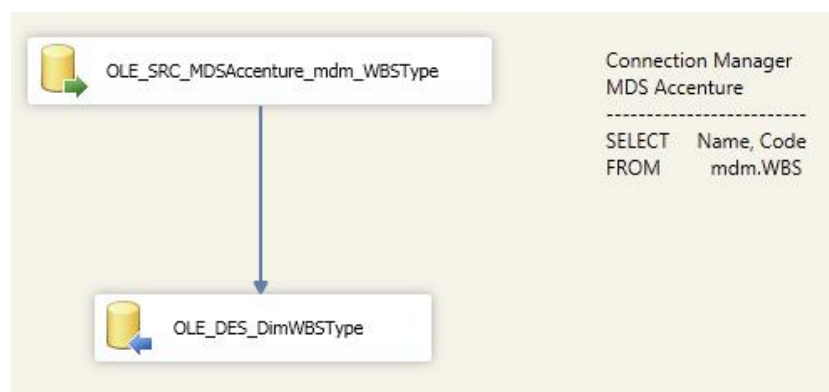 OLE_SRC_MDSAccenture_mdm_WBSType
Connection Manager
MDS Accenture
-------------------------
SELECT Name, Code
FROM mdm.WBS
OLE_DES_DimWBSType